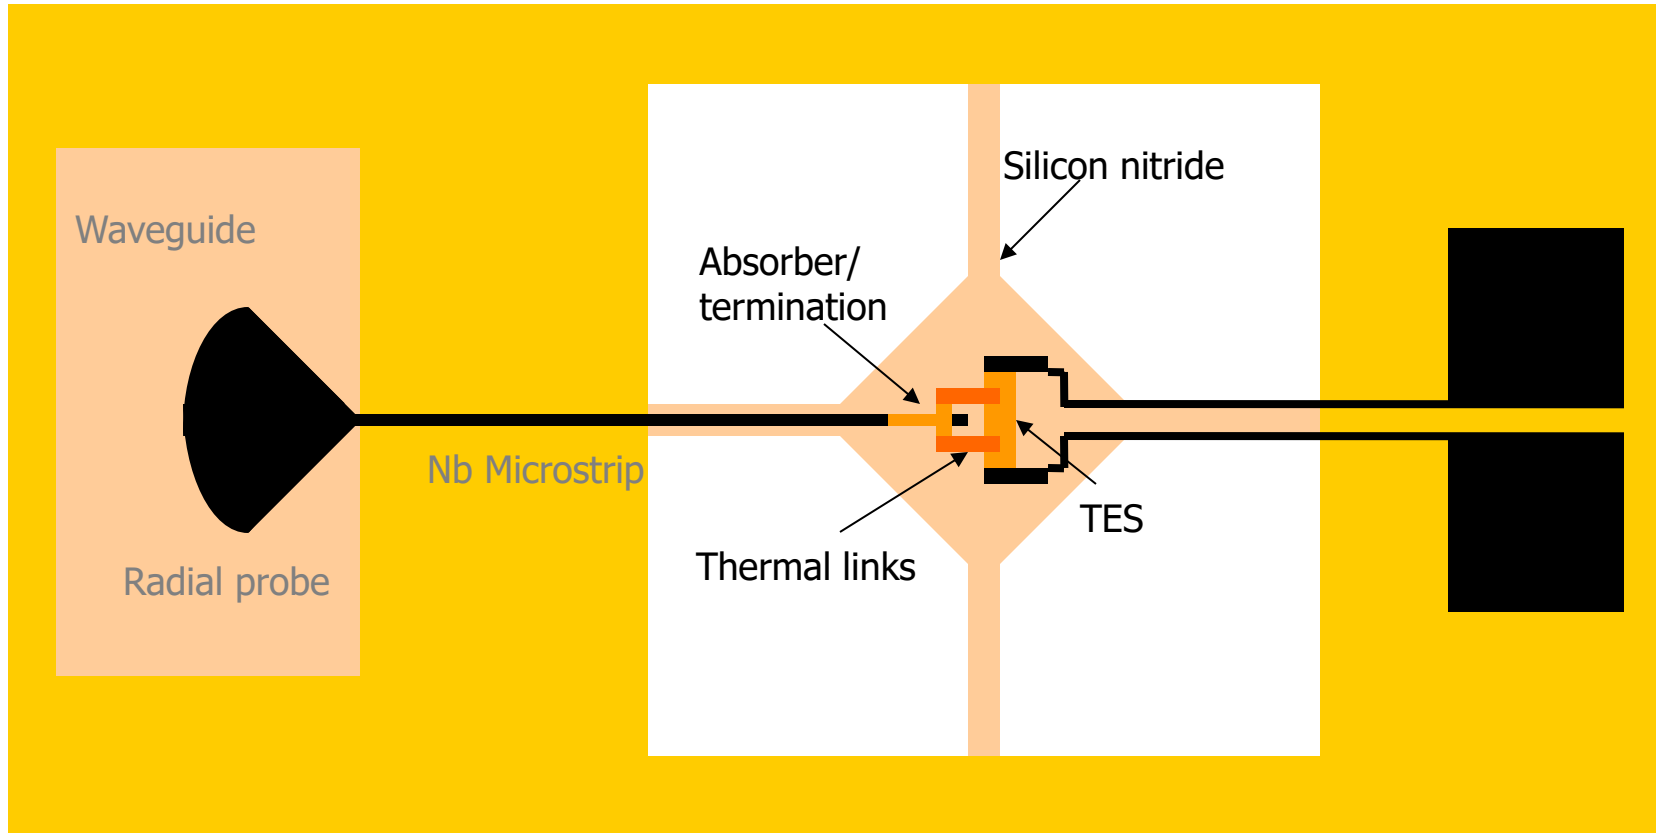 Silicon nitride
Waveguide
Absorber/
termination
Nb Microstrip
TES
Thermal links
Radial probe